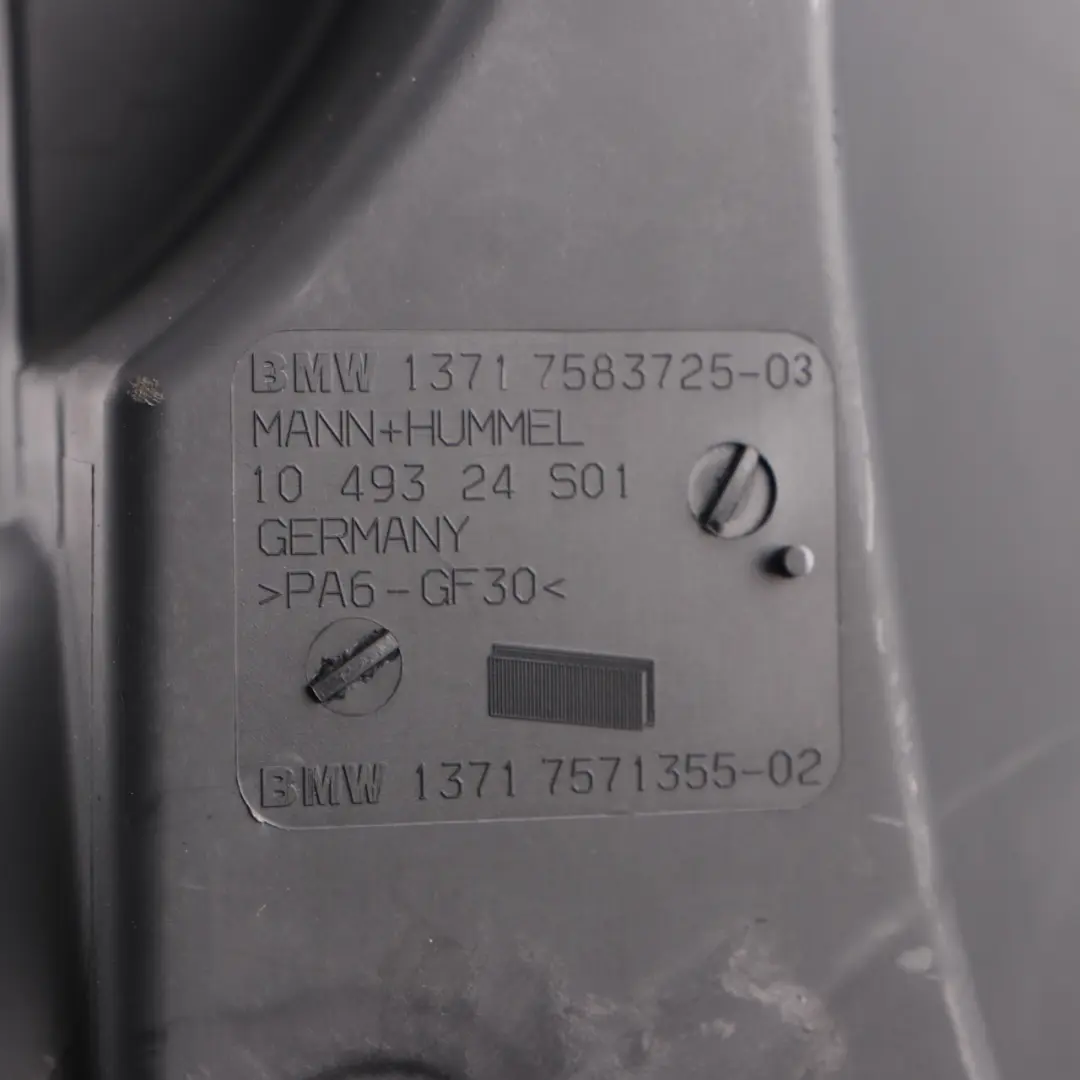 BMW 1371 7583725-03
MANN+HUMMEL
10 493 24 S01
GERMANY
>PA6-GF30<
BMW 1371 7571355-02